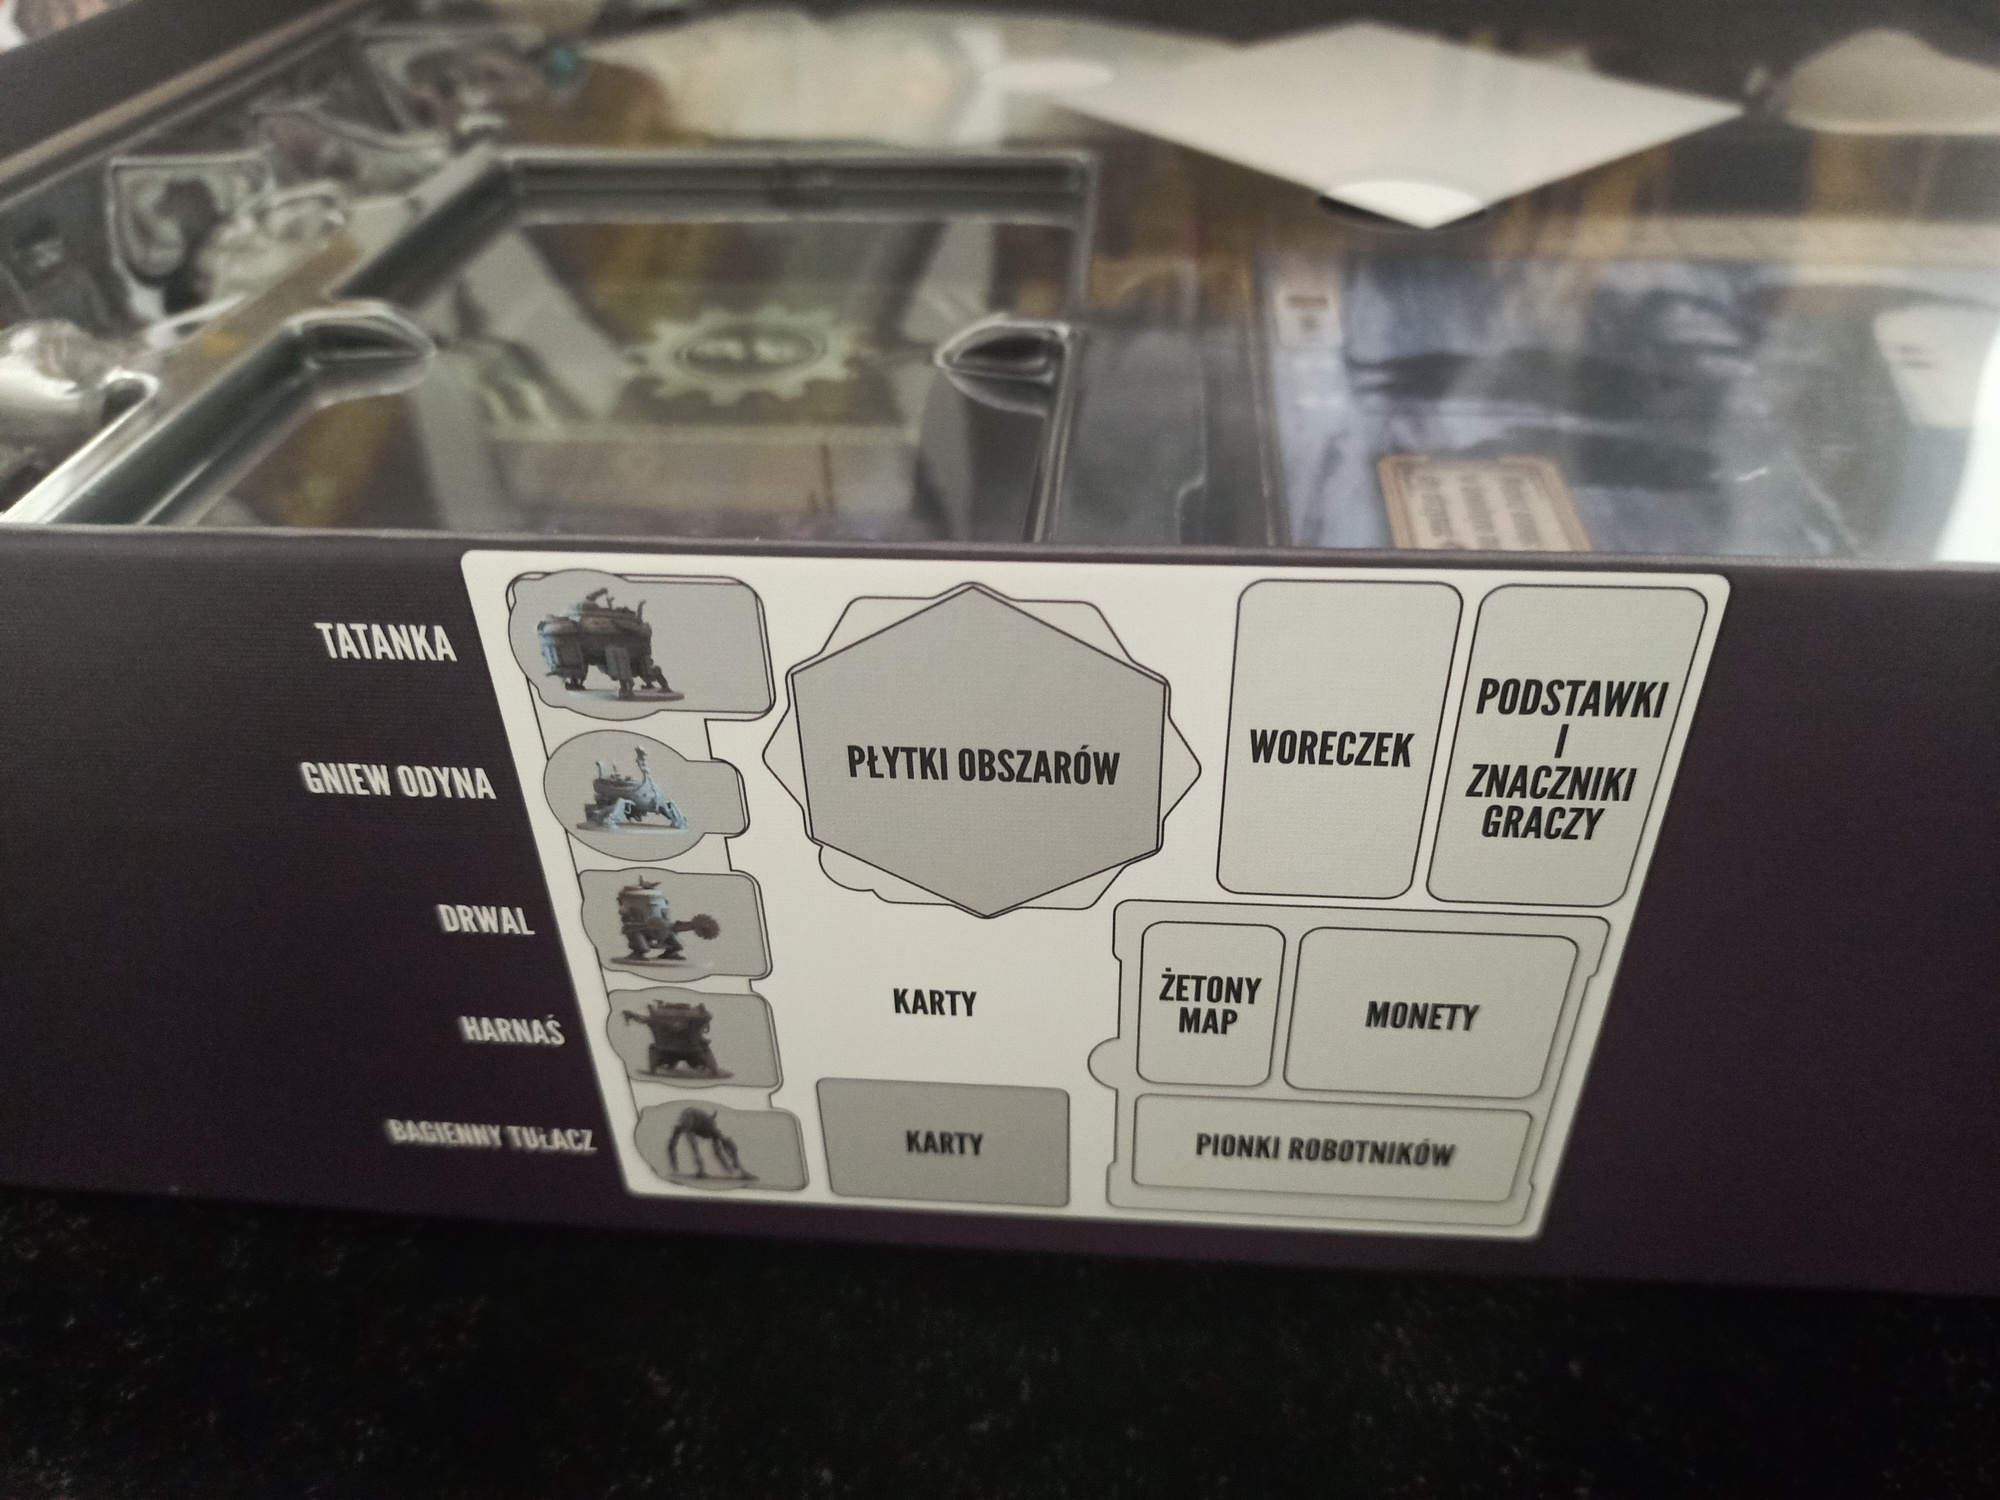 TATANKA
GNIEW ODYNA
DRWAL
HARNAŚ
BAGIENNY TUŁACZ
PŁYTKI OBSZARÓW
KARTY
KARTY
WORECZEK
PODSTAWKI
I
ZNACZNIKI
GRACZY
ŻETONY
MAP
MONETY
PIONKI ROBOTNIKÓW